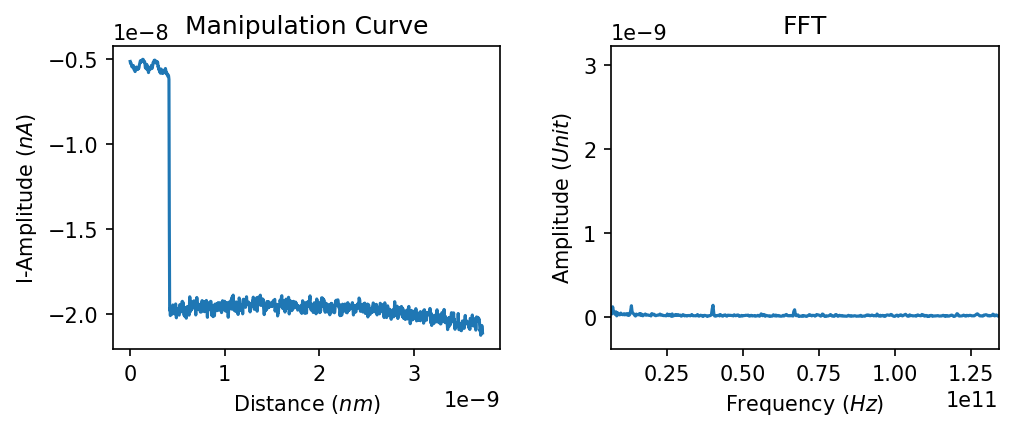 Manipulation Curve
1e−8
−0.5
−1.0
−1.5
−2.0
I-Amplitude (nA)
0
1
2
3
1e−9
Distance (nm)
FFT
1e−9
3
2
1
0
Amplitude (Unit)
0.25
0.50
0.75
1.00
1.25
1e11
Frequency (Hz)